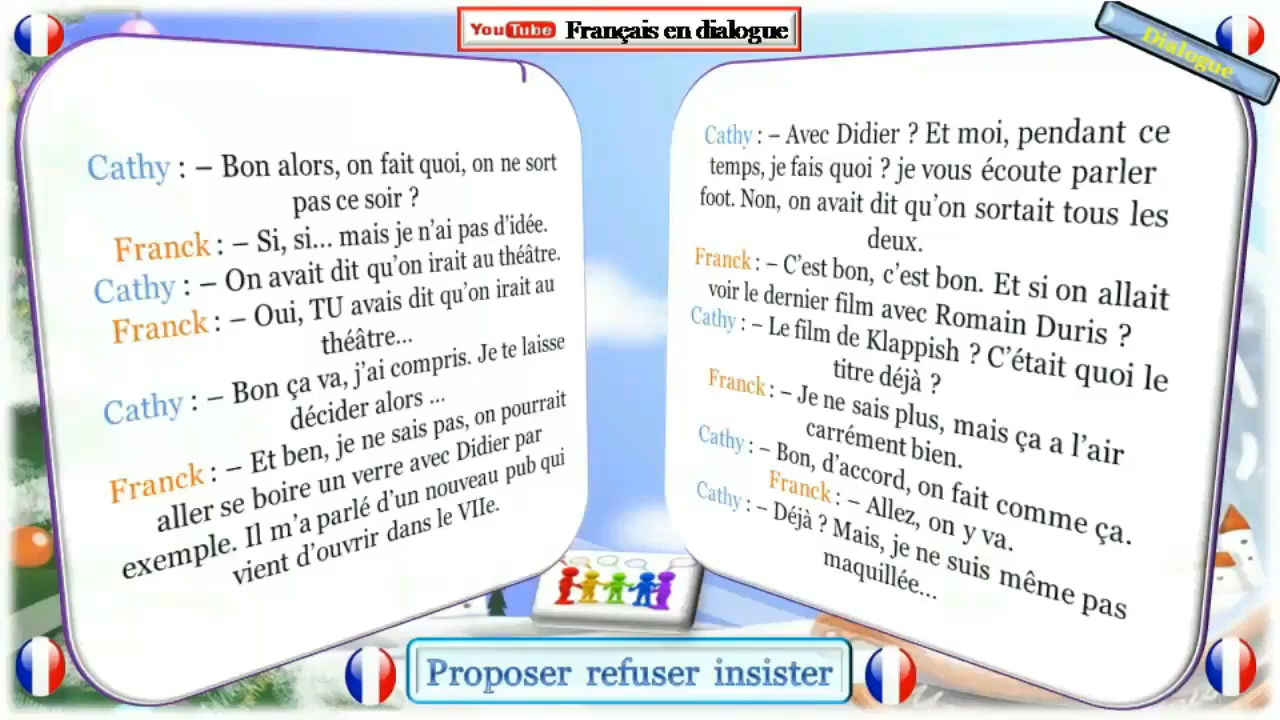 YouTube Français en dialogue
Dialogue
Cathy : – Bon alors, on fait quoi, on ne sort
pas ce soir ?
Franck : – Si, si... mais je n'ai pas d'idée.
Cathy : – On avait dit qu'on irait au théâtre.
Franck : – Oui, TU avais dit qu'on irait au
théâtre...
Cathy : – Bon ça va, j'ai compris. Je te laisse
décider alors ...
Franck : – Et ben, je ne sais pas, on pourrait
aller se boire un verre avec Didier par
exemple. Il m'a parlé d'un nouveau pub qui
vient d'ouvrir dans le VIIe.
Cathy : – Avec Didier ? Et moi, pendant ce
temps, je fais quoi ? je vous écoute parler
foot. Non, on avait dit qu'on sortait tous les
deux.
Franck : – C'est bon, c'est bon. Et si on allait
voir le dernier film avec Romain Duris ?
Cathy : – Le film de Klappish ? C'était quoi le
titre déjà ?
Franck : – Je ne sais plus, mais ça a l'air
carrément bien.
Cathy : – Bon, d'accord, on fait comme ça.
Franck : – Allez, on y va.
Cathy : – Déjà ? Mais, je ne suis même pas
maquillée...
Proposer refuser insister